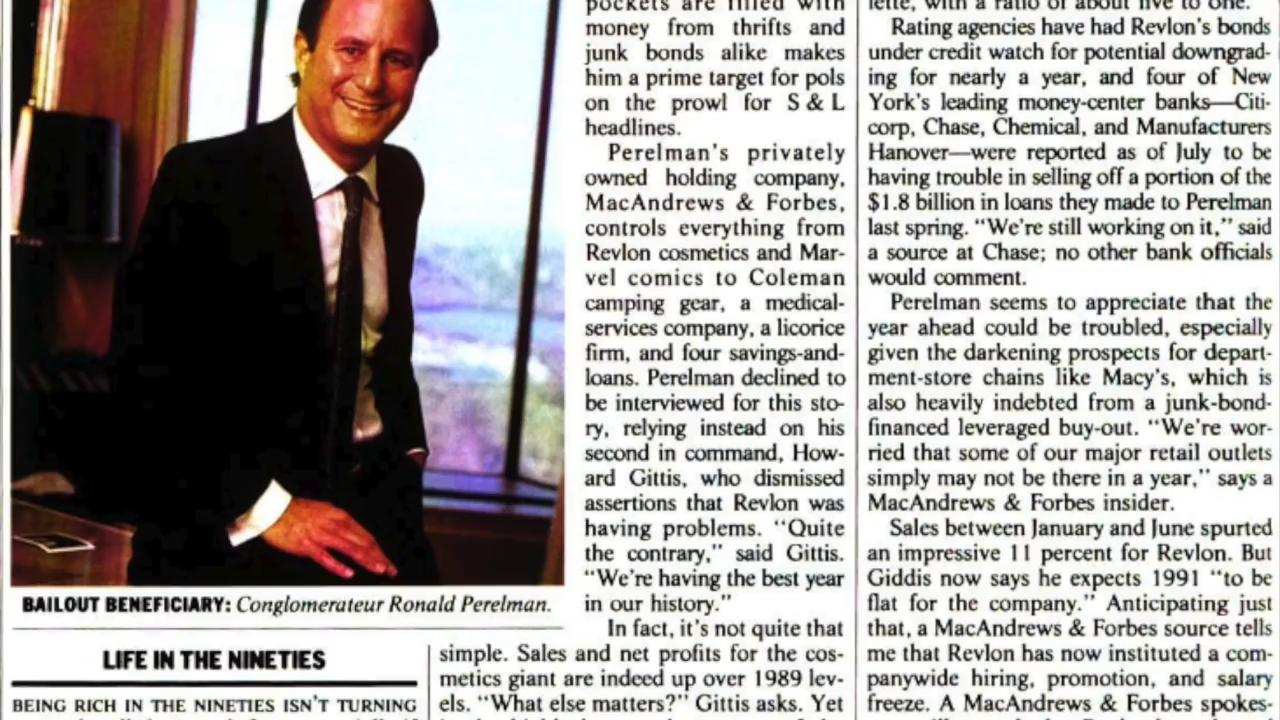 BAILOUT BENEFICIARY: Conglomerateur Ronald Perelman.
LIFE IN THE NINETIES
BEING RICH IN THE NINETIES ISN'T TURNING
pockets are filled with
money from thrifts and
junk bonds alike makes
him a prime target for pols
on the prowl for S & L
headlines.
Perelman's privately
owned holding company,
MacAndrews & Forbes,
controls everything from
Revlon cosmetics and Mar-
vel comics to Coleman
camping gear, a medical-
services company, a licorice
firm, and four savings-and-
loans. Perelman declined to
be interviewed for this sto-
ry, relying instead on his
second in command, How-
ard Gittis, who dismissed
assertions that Revlon was
having problems. "Quite
the contrary," said Gittis.
"We're having the best year
in our history."
In fact, it's not quite that
simple. Sales and net profits for the cos-
metics giant are indeed up over 1989 lev-
els. "What else matters?" Gittis asks. Yet
lette, with a ratio of about five to one.
Rating agencies have had Revlon's bonds
under credit watch for potential downgrad-
ing for nearly a year, and four of New
York's leading money-center banks—Citi-
corp, Chase, Chemical, and Manufacturers
Hanover—were reported as of July to be
having trouble in selling off a portion of the
$1.8 billion in loans they made to Perelman
last spring. "We're still working on it," said
a source at Chase; no other bank officials
would comment.
Perelman seems to appreciate that the
year ahead could be troubled, especially
given the darkening prospects for depart-
ment-store chains like Macy's, which is
also heavily indebted from a junk-bond-
financed leveraged buy-out. "We're wor-
ried that some of our major retail outlets
simply may not be there in a year," says a
MacAndrews & Forbes insider.
Sales between January and June spurted
an impressive 11 percent for Revlon. But
Giddis now says he expects 1991 "to be
flat for the company." Anticipating just
that, a MacAndrews & Forbes source tells
me that Revlon has now instituted a com-
panywide hiring, promotion, and salary
freeze. A MacAndrews & Forbes spokes-